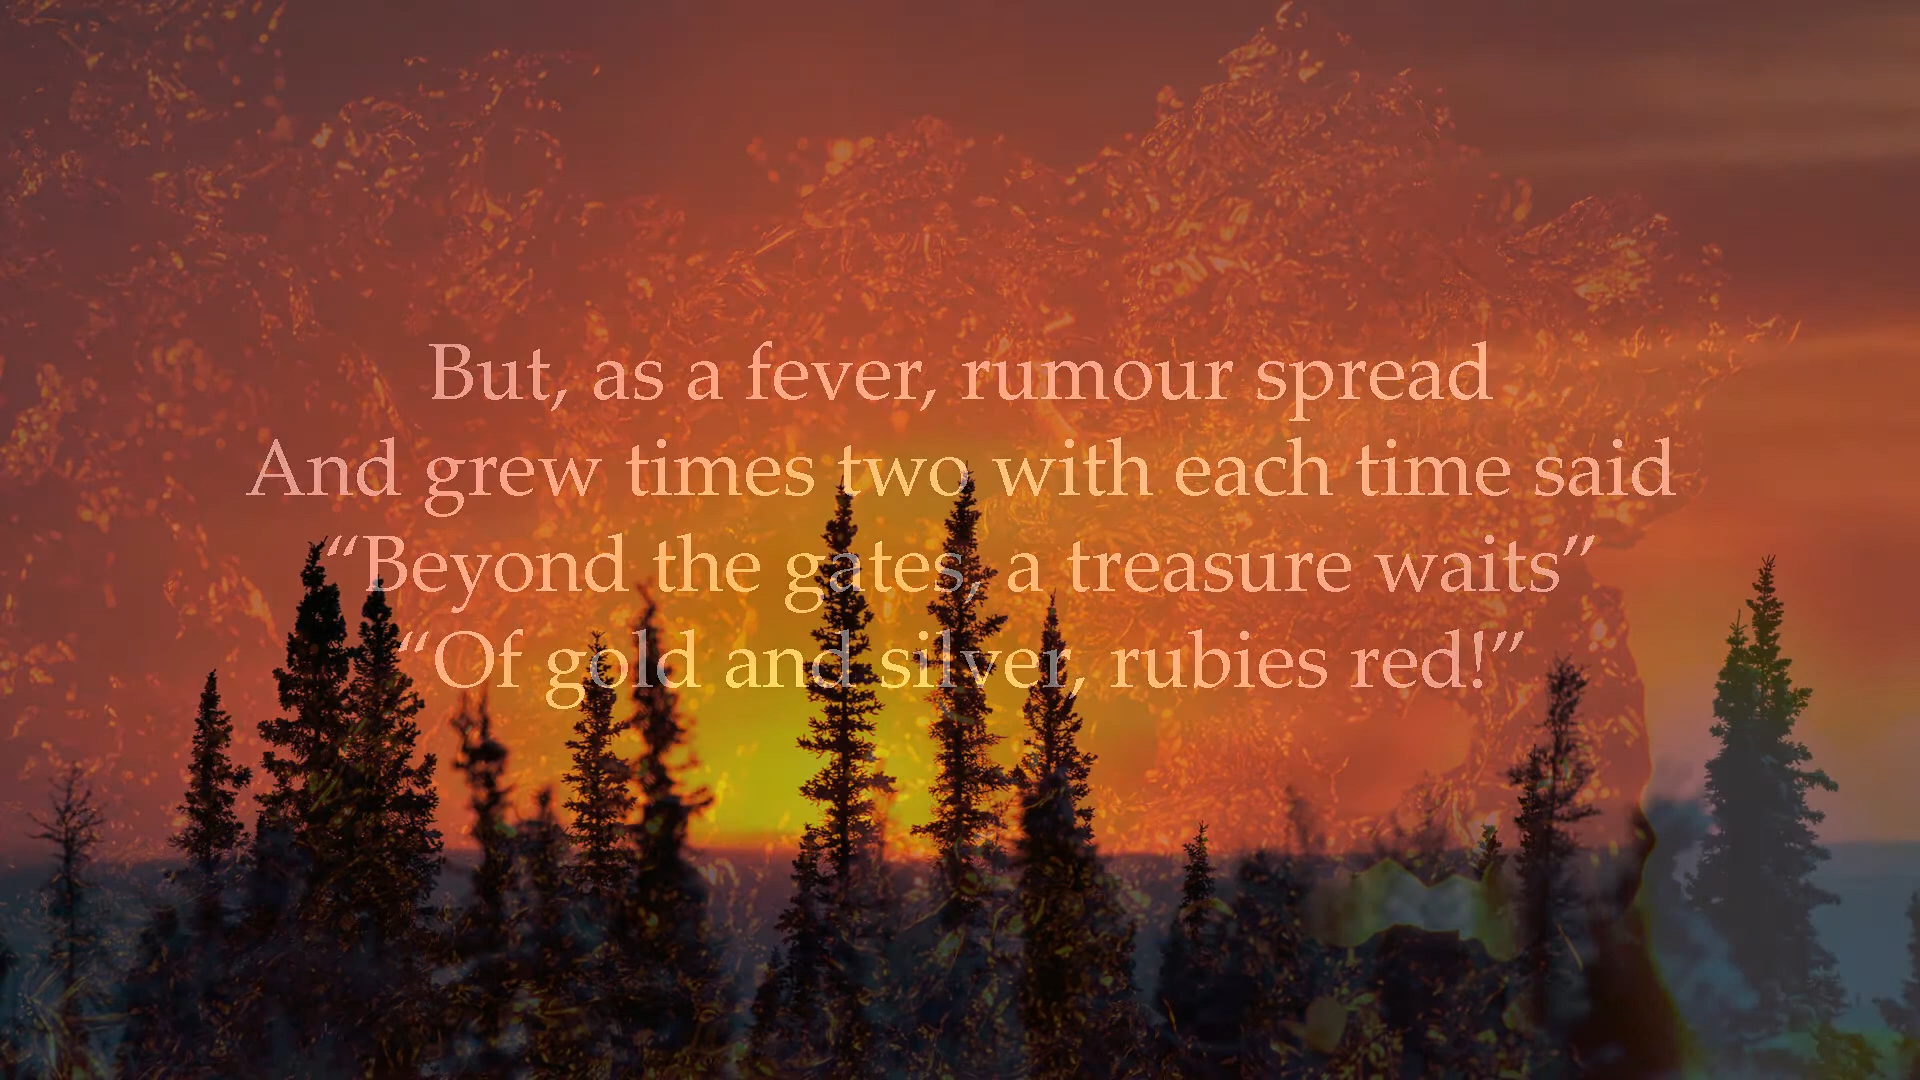 But, as a fever, rumour spread
And grew times two with each time said
“Beyond the gates, a treasure waits”
“Of gold and silver, rubies red!”